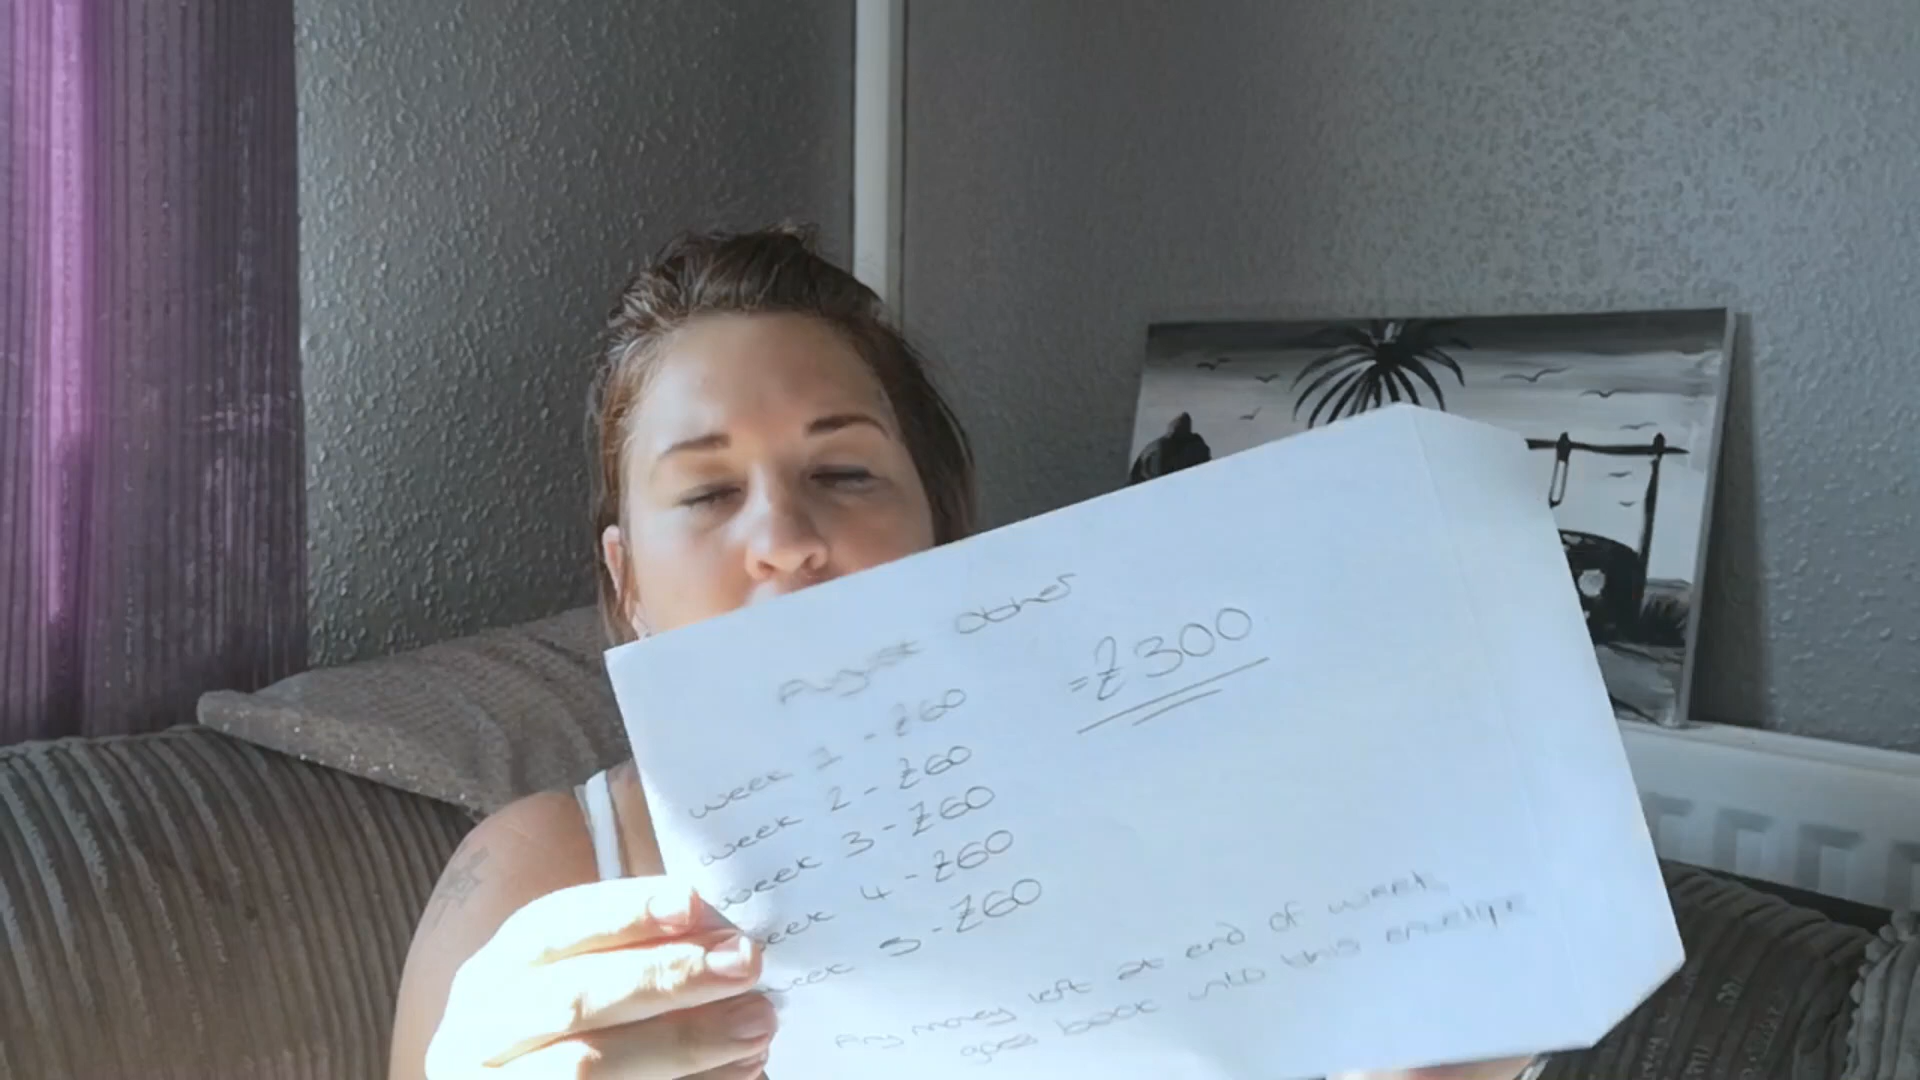 August other
= £300
week 1 - £60
week 2 - £60
week 3 - £60
week 4 - £60
week 5 - £60
Any money left at end of week
goes back into this envelope